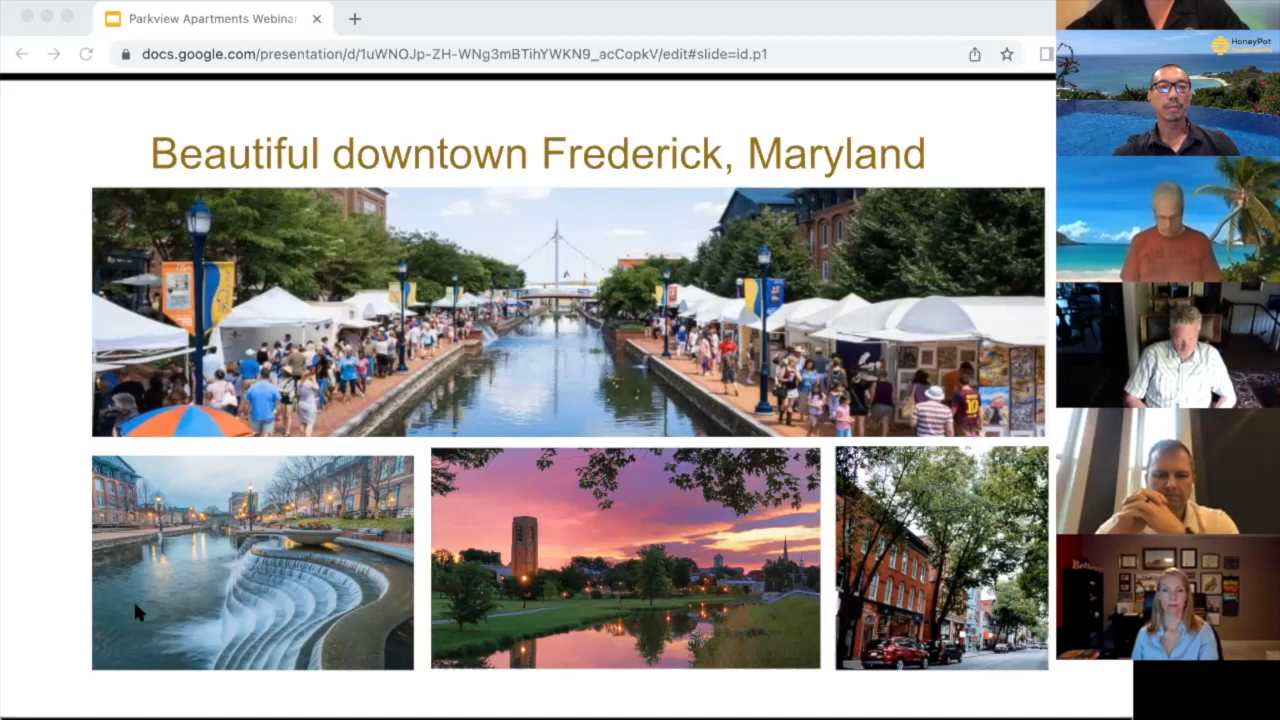 Parkview Apartments Webinar
docs.google.com/presentation/d/1uWNOJp-ZH-WNg3mBTihYWKN9_acCopkV/edit#slide=id.p1
Beautiful downtown Frederick, Maryland
HoneyPot
10